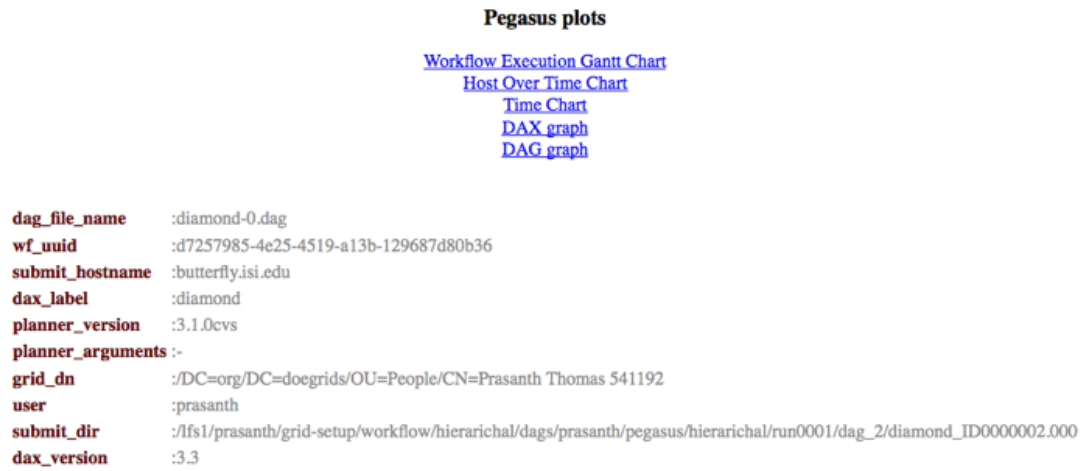 Pegasus plots
Workflow Execution Gantt Chart
Host Over Time Chart
Time Chart
DAX graph
DAG graph
dag_file_name :diamond-0.dag
wf_uuid :d7257985-4e25-4519-a13b-129687d80b36
submit_hostname :butterfly.isi.edu
dax_label :diamond
planner_version :3.1.0cvs
planner_arguments :-
grid_dn :/DC=org/DC=doegrids/OU=People/CN=Prasanth Thomas 541192
user :prasanth
submit_dir :/lfs1/prasanth/grid-setup/workflow/hierarichal/dags/prasanth/pegasus/hierarichal/run0001/dag_2/diamond_ID0000002.000
dax_version :3.3